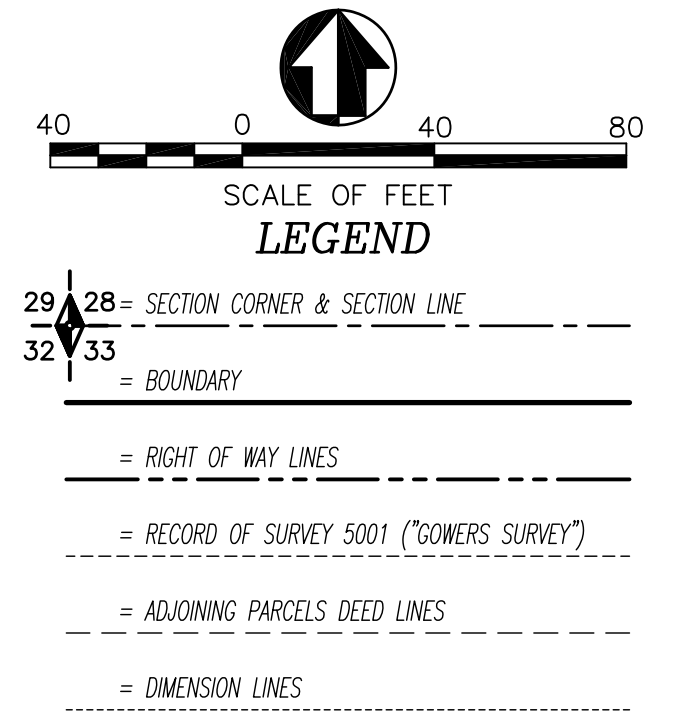 40 0 40 80
SCALE OF FEET
LEGEND
29 28 = SECTION CORNER & SECTION LINE
32 33
= BOUNDARY
= RIGHT OF WAY LINES
= RECORD OF SURVEY 5001 ("GOWERS SURVEY")
= ADJOINING PARCELS DEED LINES
= DIMENSION LINES